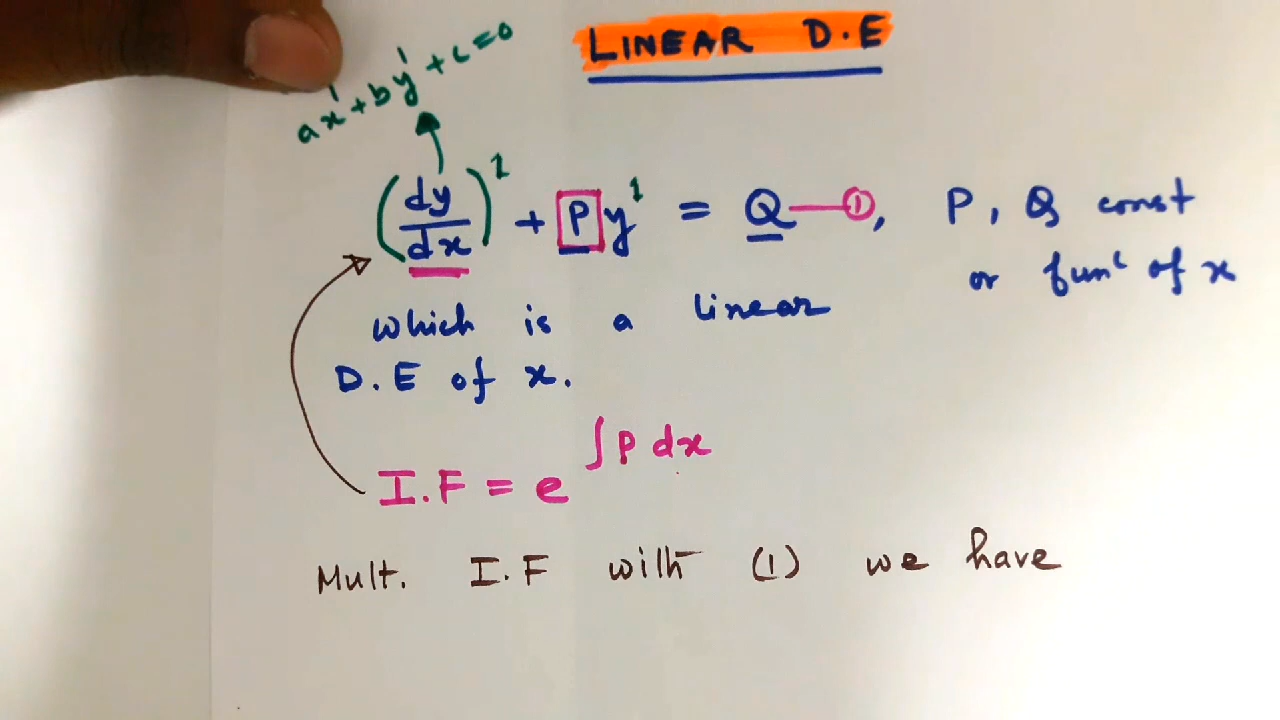 LINEAR D.E
ax¹+by¹+c=0
(dy/dx)¹ + Py¹ = Q —①, P, Q const
or funᶜ of x
which is a linear
D.E of x.
I.F = e^∫P dx
Mult. I.F with (1) we have